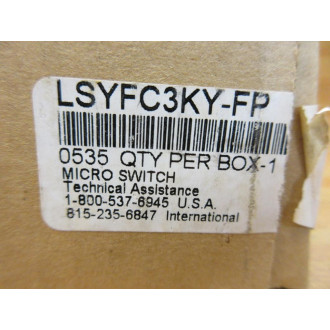 LSYFC3KY-FP
0535 QTY PER BOX-1
MICRO SWITCH
Technical Assistance
1-800-537-6945 U.S.A.
815-235-6847 International